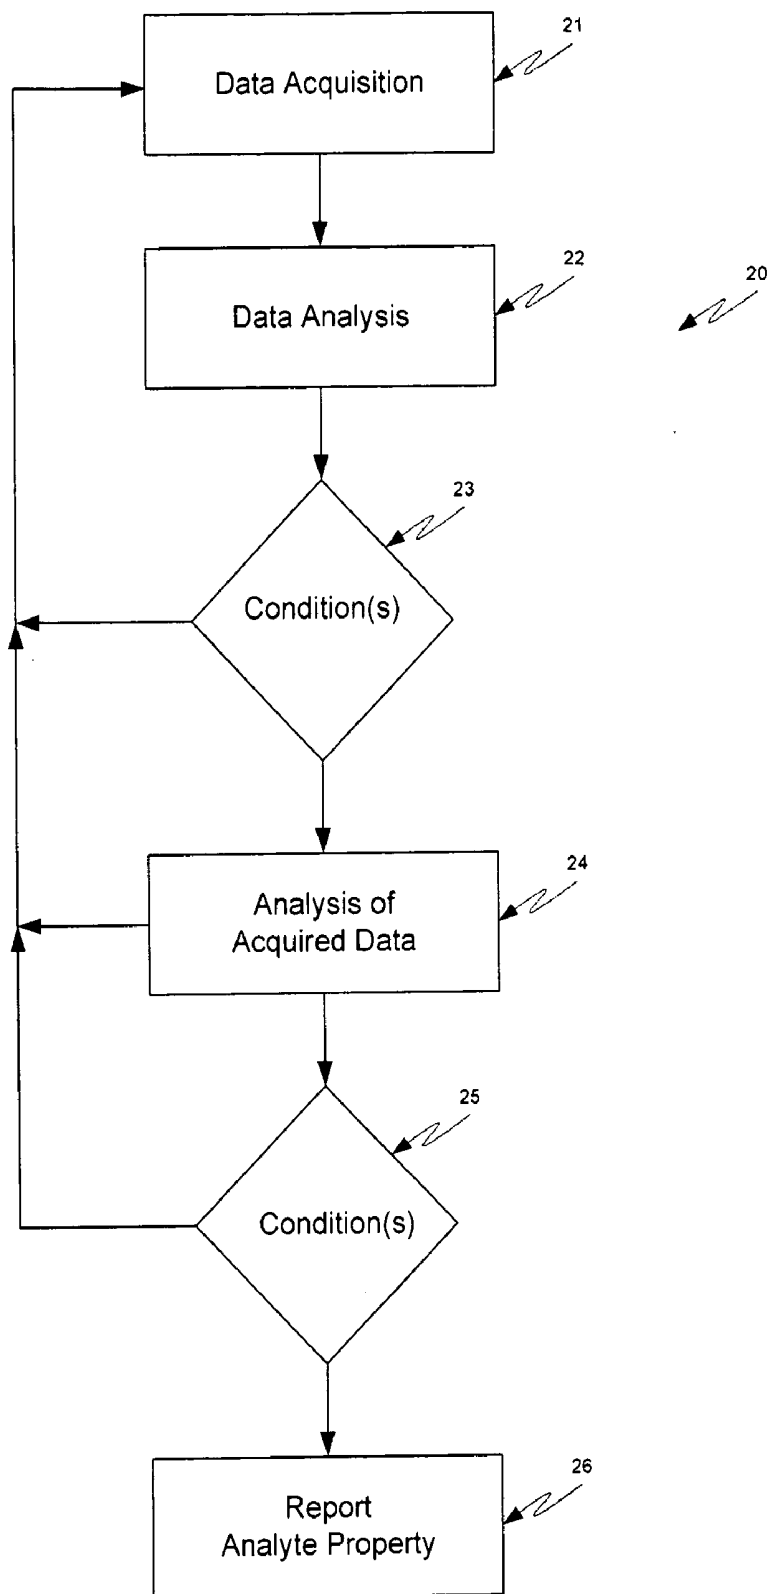 21
Data Acquisition
22
20
Data Analysis
23
Condition(s)
24
Analysis of
Acquired Data
25
Condition(s)
26
Report
Analyte Property